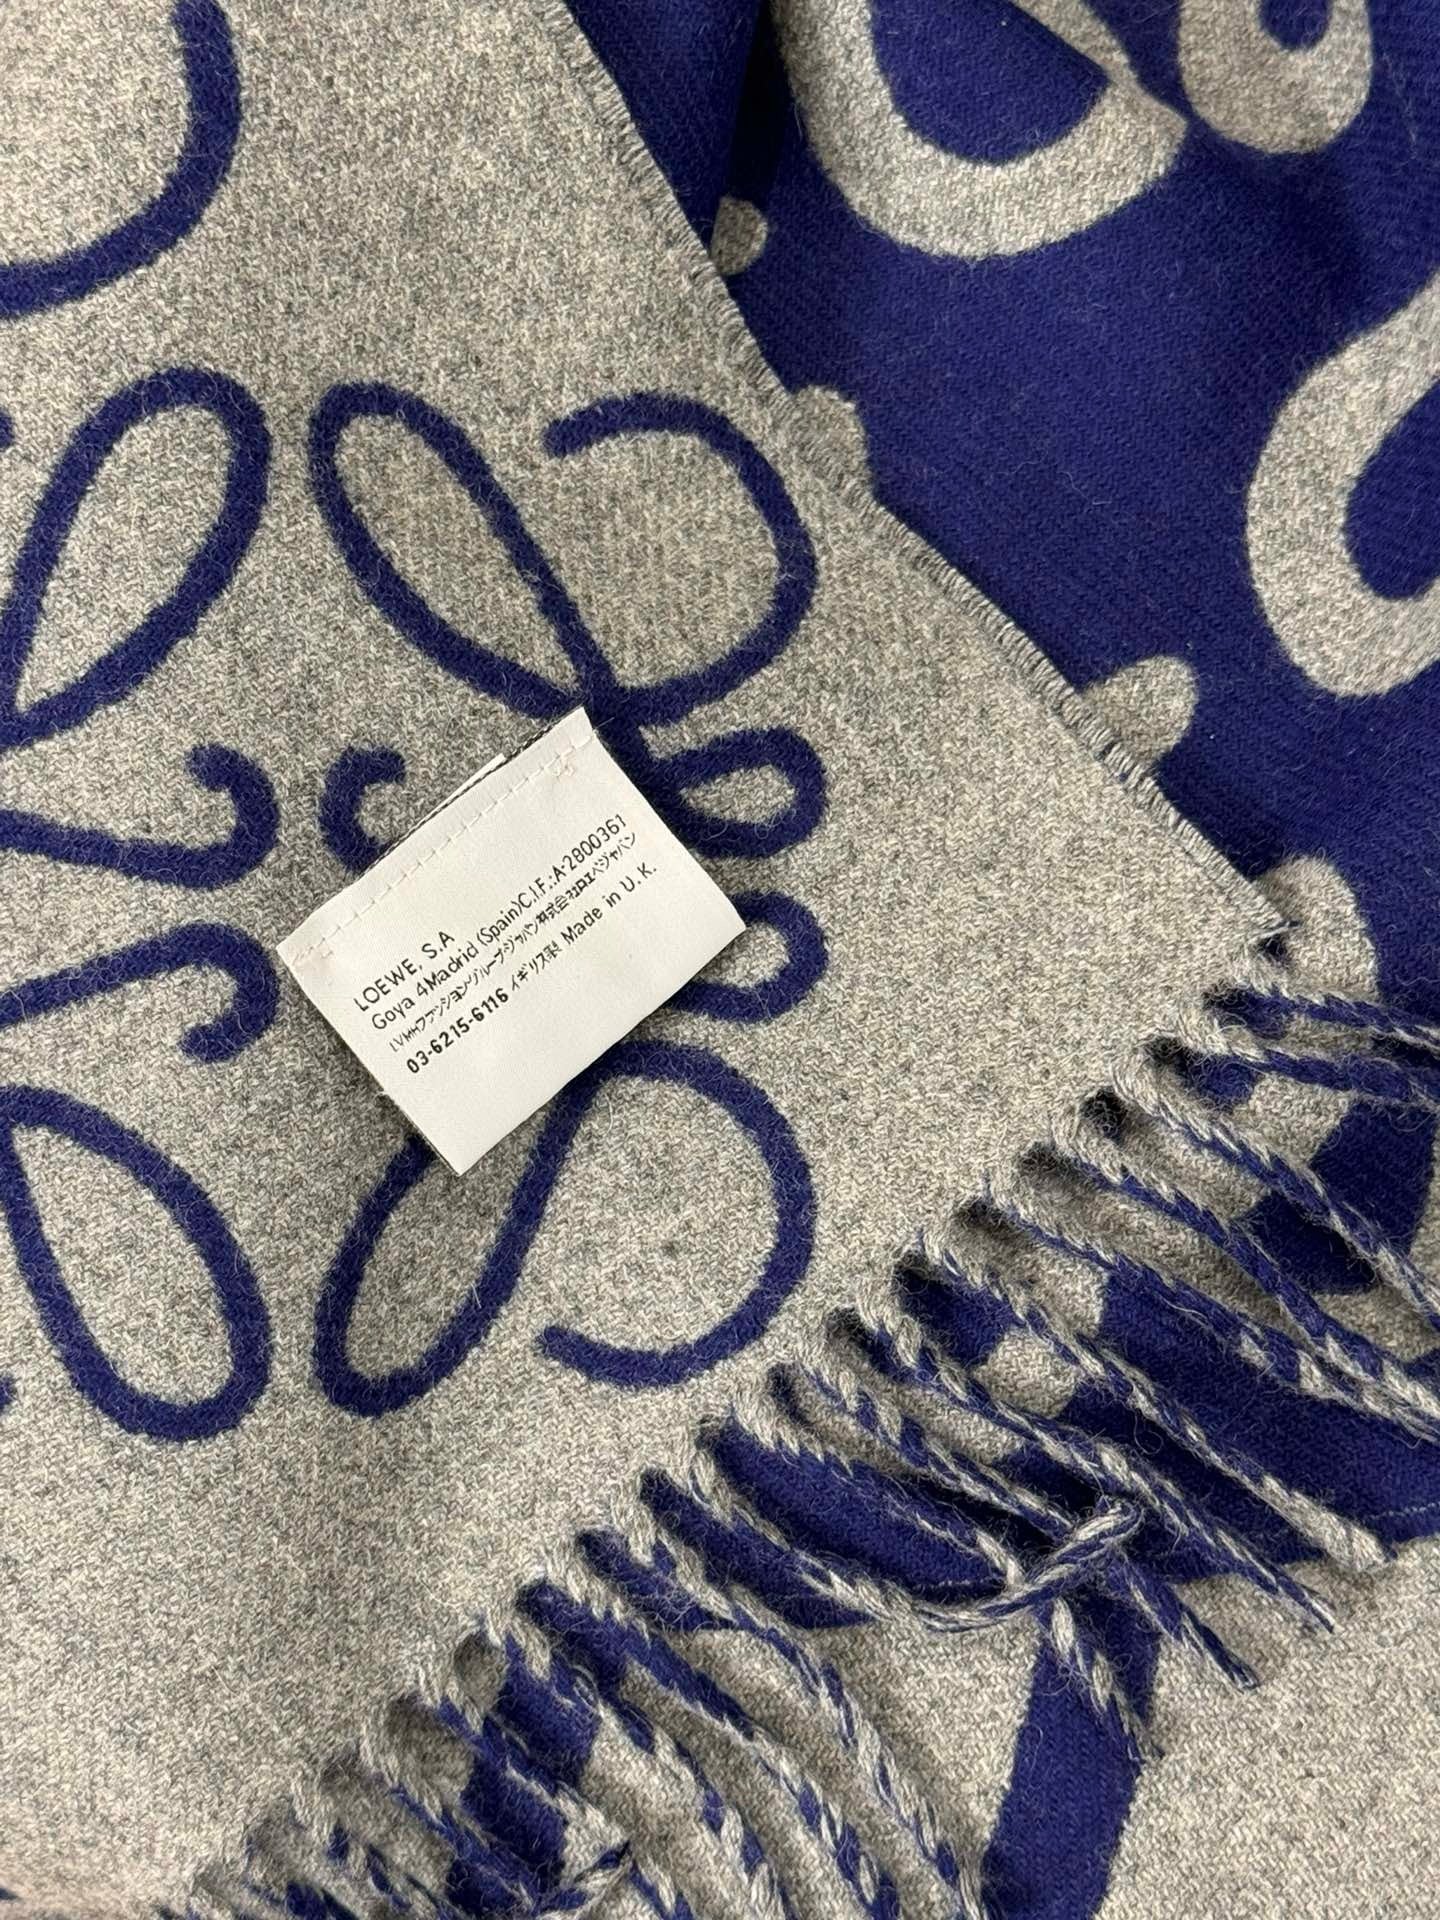 LOEWE, S.A
Goya 4Madrid (Spain)C.I.F.:A-2800361
LVMHファッショングループ・ジャパン株式会社ロエベジャパン
03-6215-6116 イギリス製 Made in U.K.